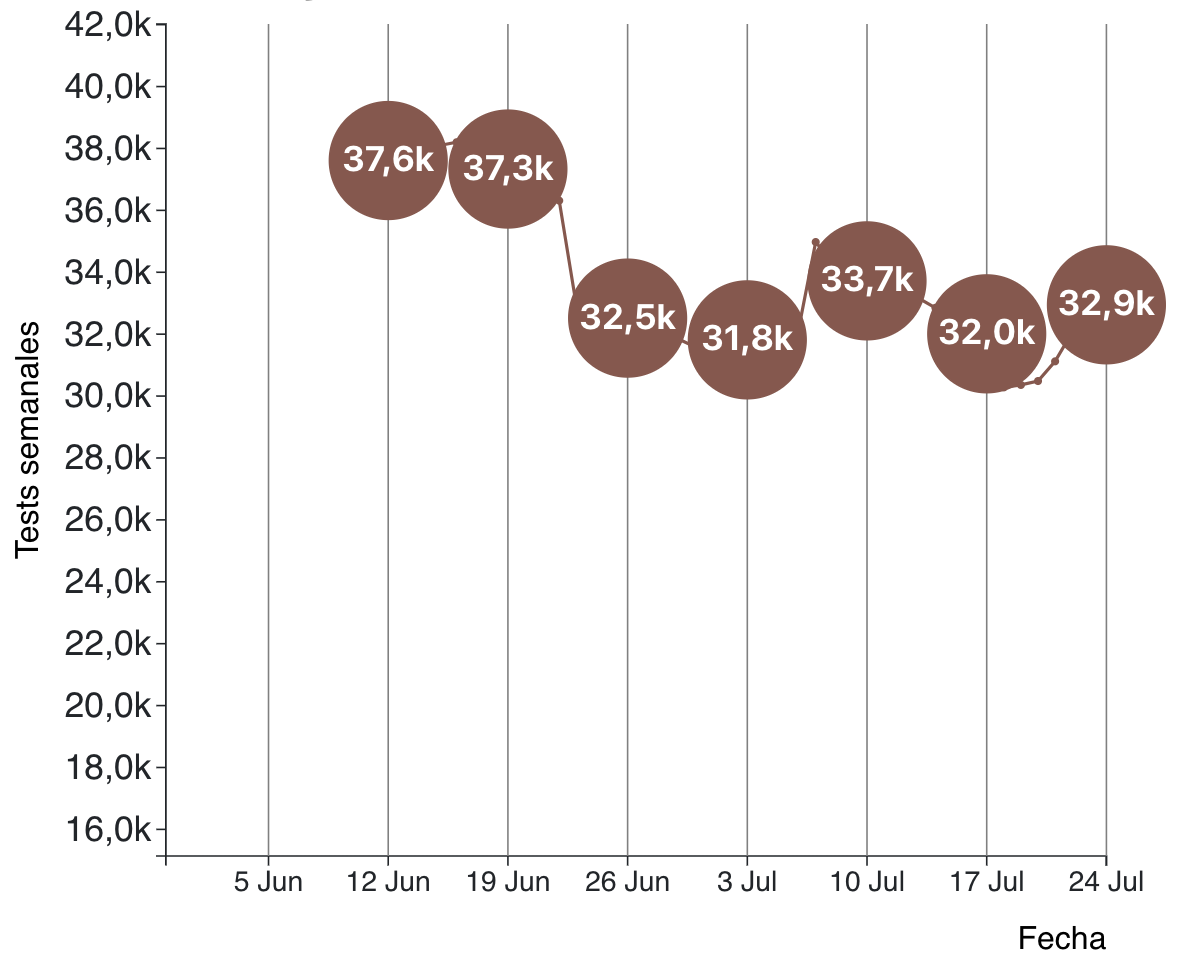 42,0k
40,0k
38,0k
36,0k
34,0k
32,0k
30,0k
28,0k
26,0k
24,0k
22,0k
20,0k
18,0k
16,0k
Tests semanales
37,6k
37,3k
32,5k
31,8k
33,7k
32,0k
32,9k
5 Jun 12 Jun 19 Jun 26 Jun 3 Jul 10 Jul 17 Jul 24 Jul
Fecha